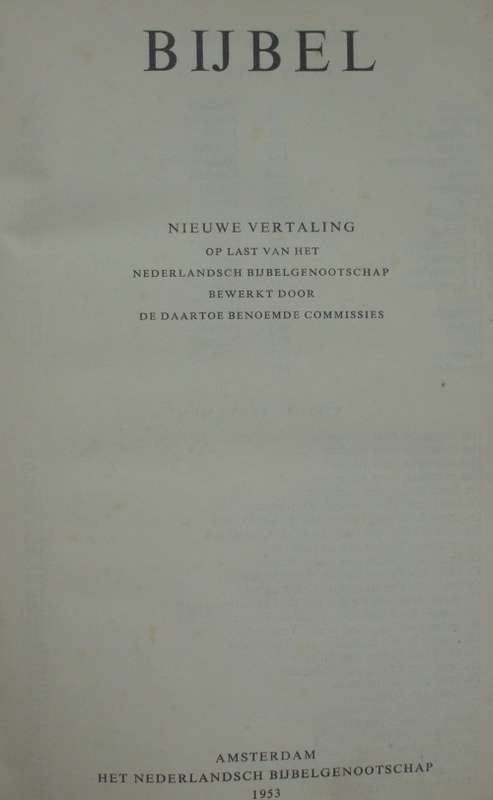 BIJBEL
NIEUWE VERTALING
OP LAST VAN HET
NEDERLANDSCH BIJBELGENOOTSCHAP
BEWERKT DOOR
DE DAARTOE BENOEMDE COMMISSIES
AMSTERDAM
HET NEDERLANDSCH BIJBELGENOOTSCHAP
1953